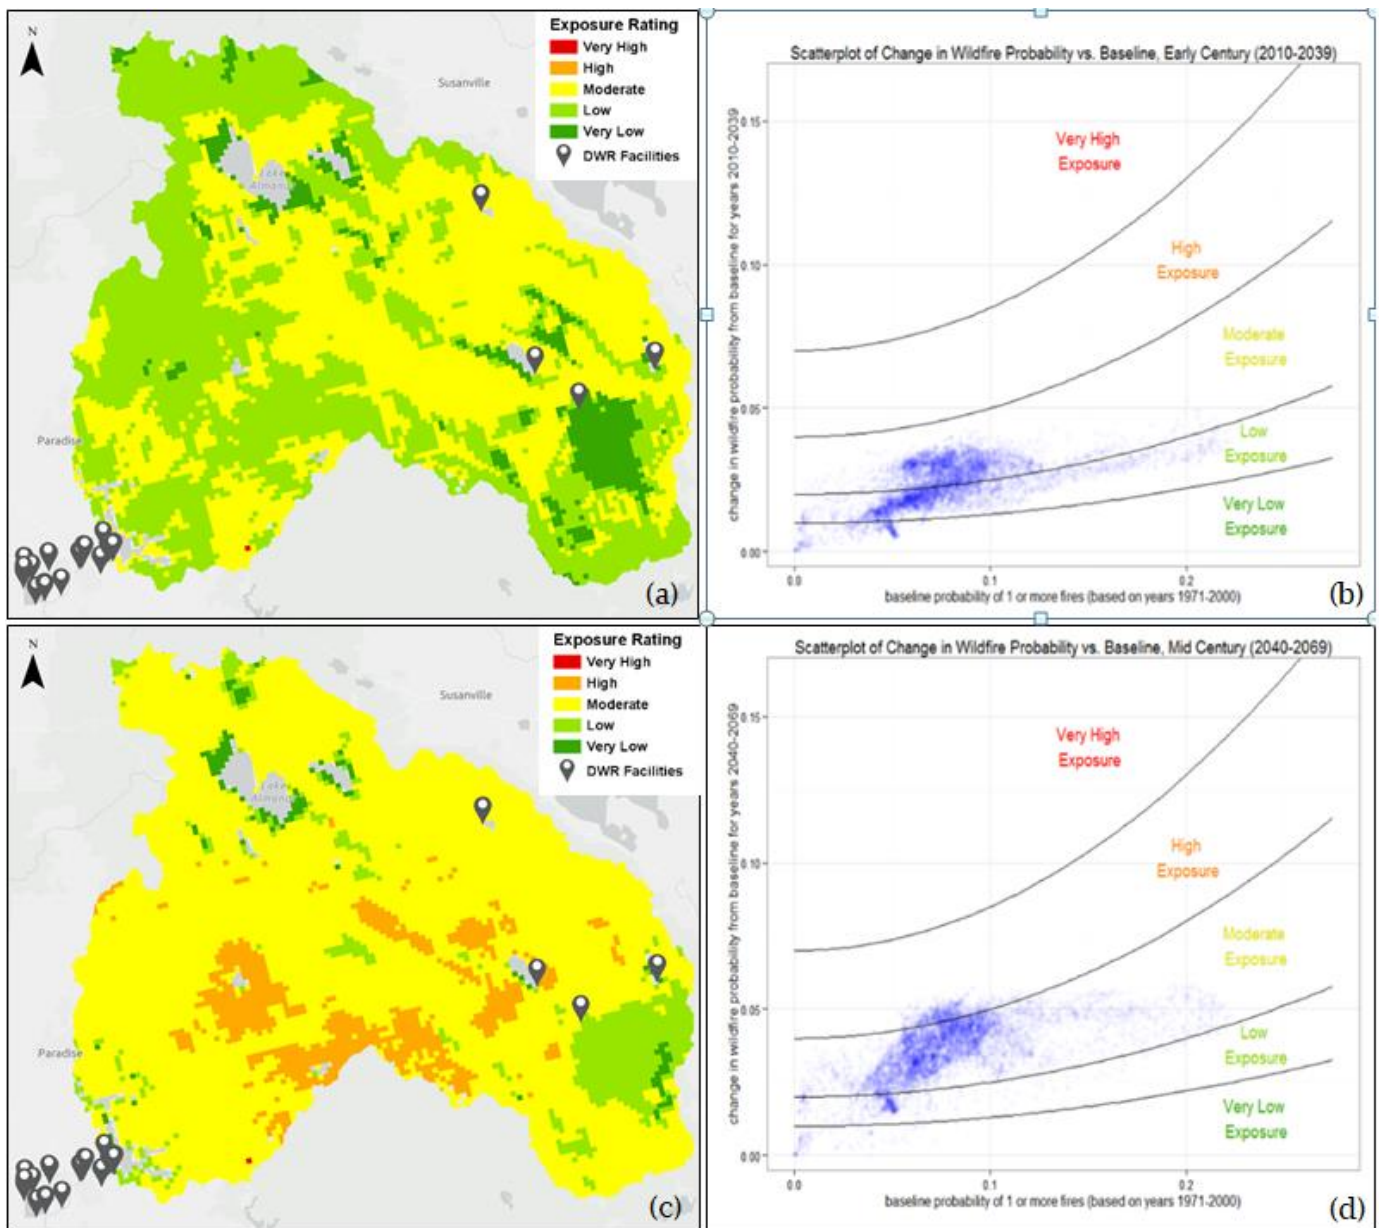 N
Exposure Rating
Very High
High
Moderate
Low
Very Low
DWR Facilities
Susanville
Lake
Almanor
Paradise
(a)
Scatterplot of Change in Wildfire Probability vs. Baseline, Early Century (2010-2039)
change in wildfire probability from baseline for years 2010-2039
0.15
0.10
0.05
0.00
Very High
Exposure
High
Exposure
Moderate
Exposure
Low
Exposure
Very Low
Exposure
0.0
0.1
0.2
baseline probability of 1 or more fires (based on years 1971-2000)
(b)
N
Exposure Rating
Very High
High
Moderate
Low
Very Low
DWR Facilities
Susanville
Lake
Almanor
Paradise
(c)
Scatterplot of Change in Wildfire Probability vs. Baseline, Mid Century (2040-2069)
change in wildfire probability from baseline for years 2040-2069
0.15
0.10
0.05
0.00
Very High
Exposure
High
Exposure
Moderate
Exposure
Low
Exposure
Very Low
Exposure
0.0
0.1
0.2
baseline probability of 1 or more fires (based on years 1971-2000)
(d)